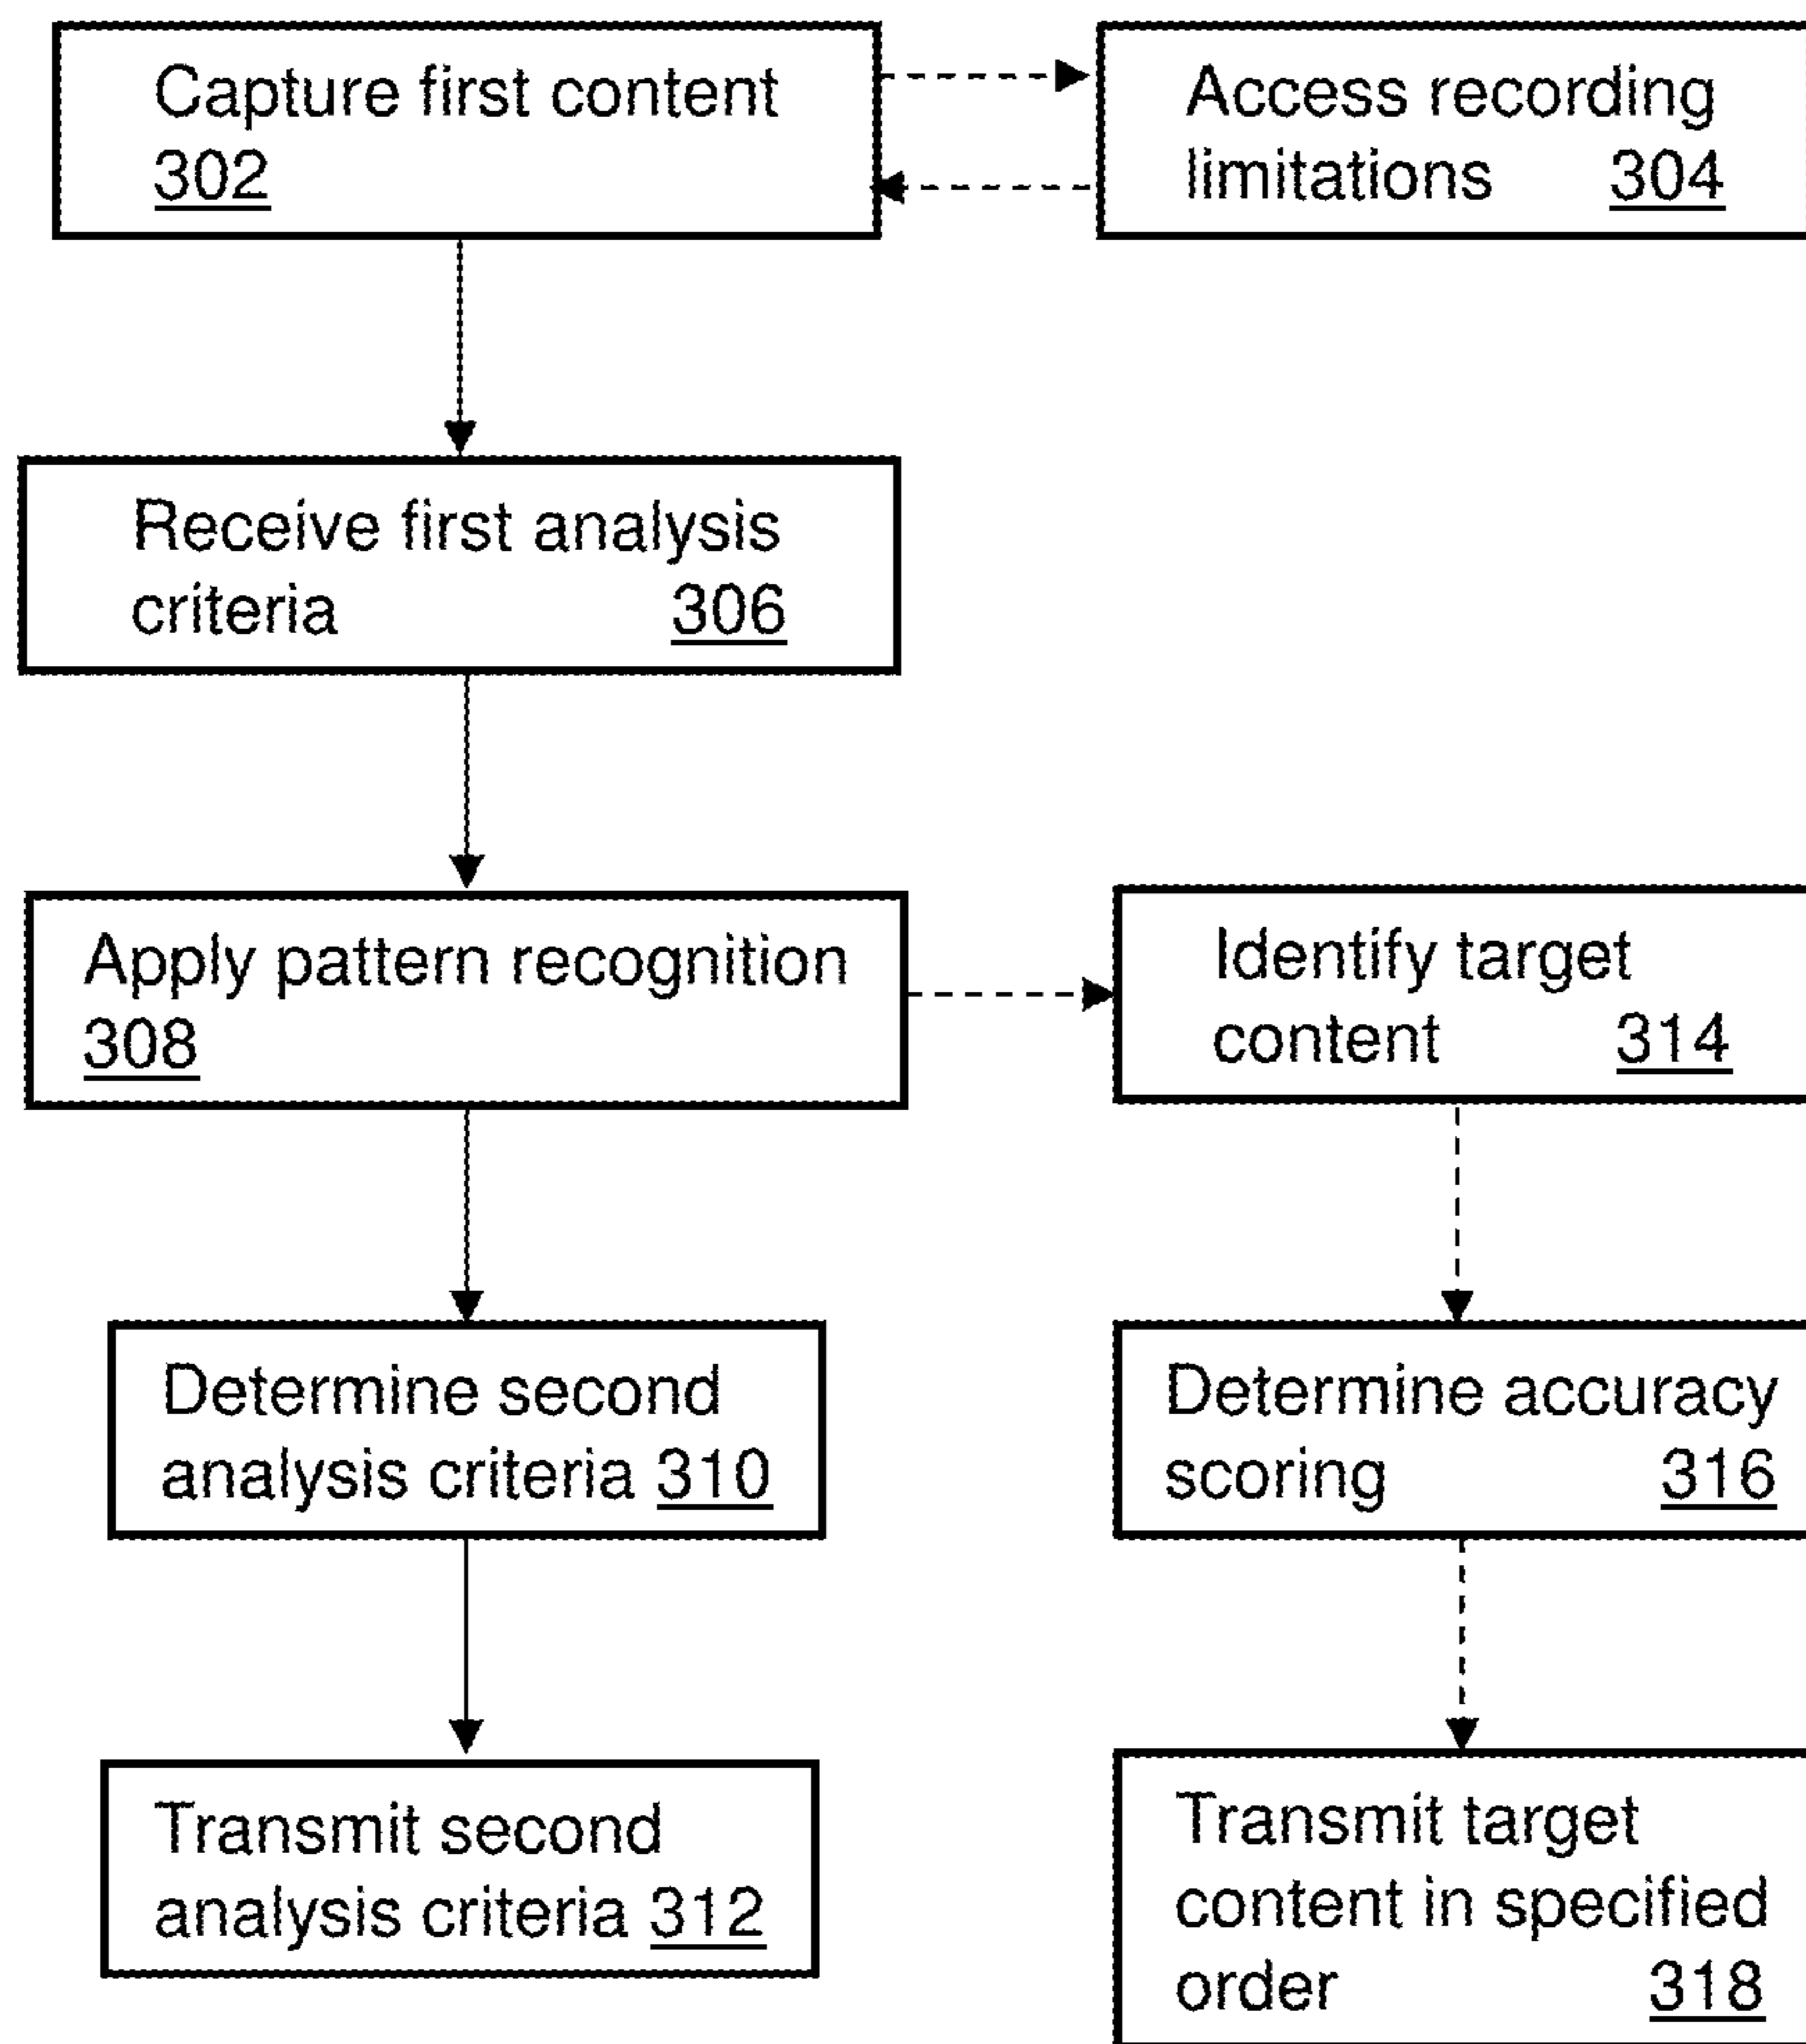 Capture first content
302
Access recording
limitations 304
Receive first analysis
criteria 306
Apply pattern recognition
308
Identify target
content 314
Determine second
analysis criteria 310
Determine accuracy
scoring 316
Transmit second
analysis criteria 312
Transmit target
content in specified
order 318